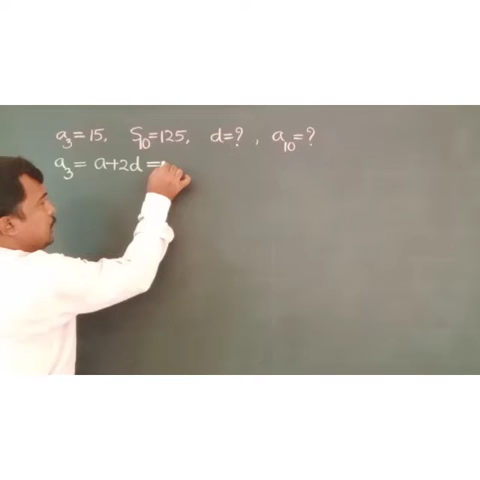 a₃ = 15, S₁₀ = 125, d = ?, a₁₀ = ?
a₃ = a + 2d =